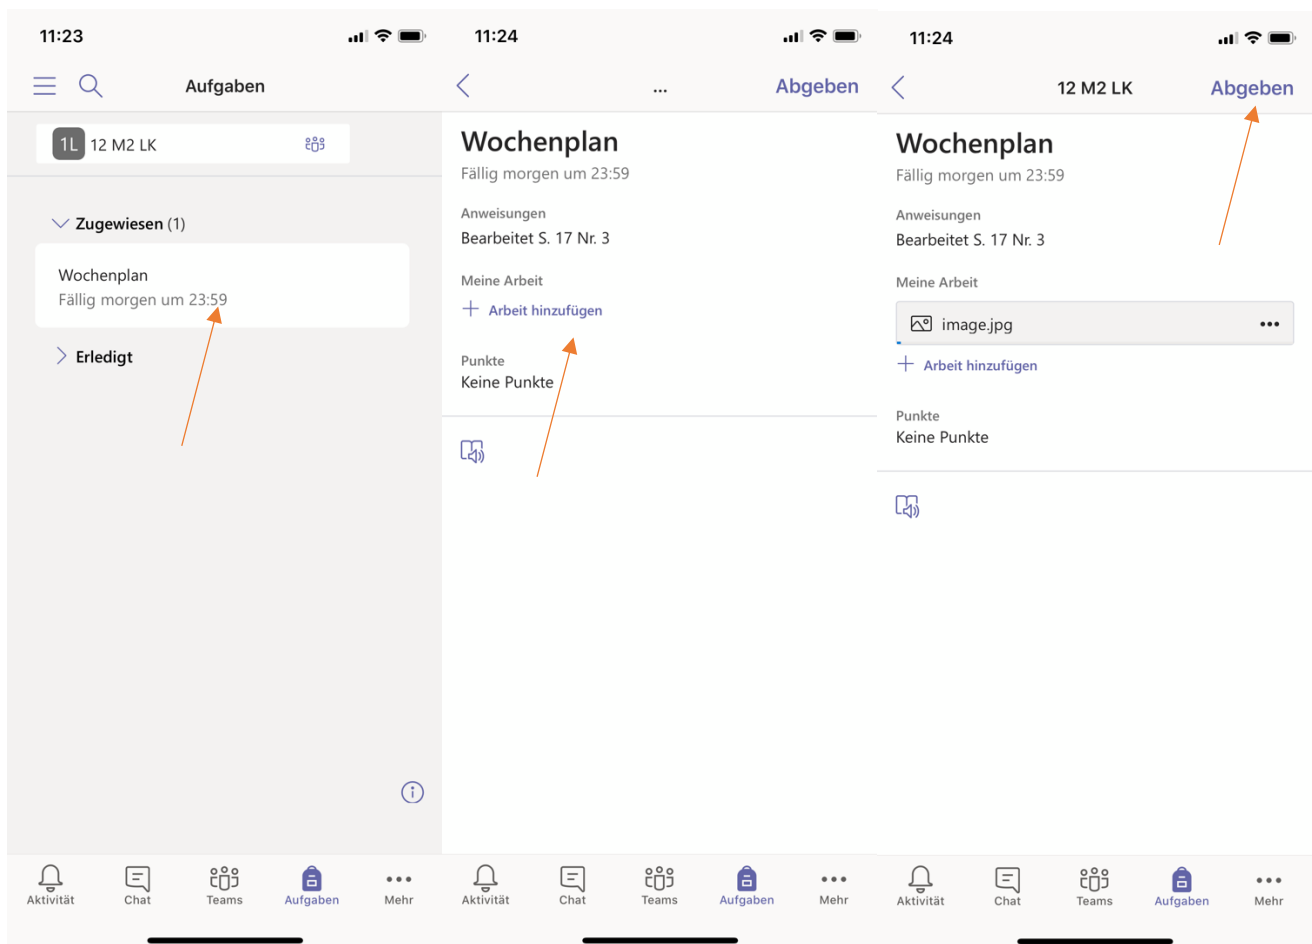 11:23
Aufgaben
1L 12 M2 LK
Zugewiesen (1)
Wochenplan
Fällig morgen um 23:59
Erledigt
Aktivität
Chat
Teams
Aufgaben
Mehr
11:24
...
Abgeben
Wochenplan
Fällig morgen um 23:59
Anweisungen
Bearbeitet S. 17 Nr. 3
Meine Arbeit
+ Arbeit hinzufügen
Punkte
Keine Punkte
Aktivität
Chat
Teams
Aufgaben
Mehr
11:24
12 M2 LK
Abgeben
Wochenplan
Fällig morgen um 23:59
Anweisungen
Bearbeitet S. 17 Nr. 3
Meine Arbeit
image.jpg
+ Arbeit hinzufügen
Punkte
Keine Punkte
Aktivität
Chat
Teams
Aufgaben
Mehr